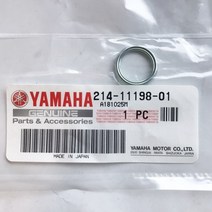 YAMAHA 214-11198-01
GENUINE A181025M
Parts & Accessories 1 PC
MADE IN JAPAN YAMAHA MOTOR CO., LTD.